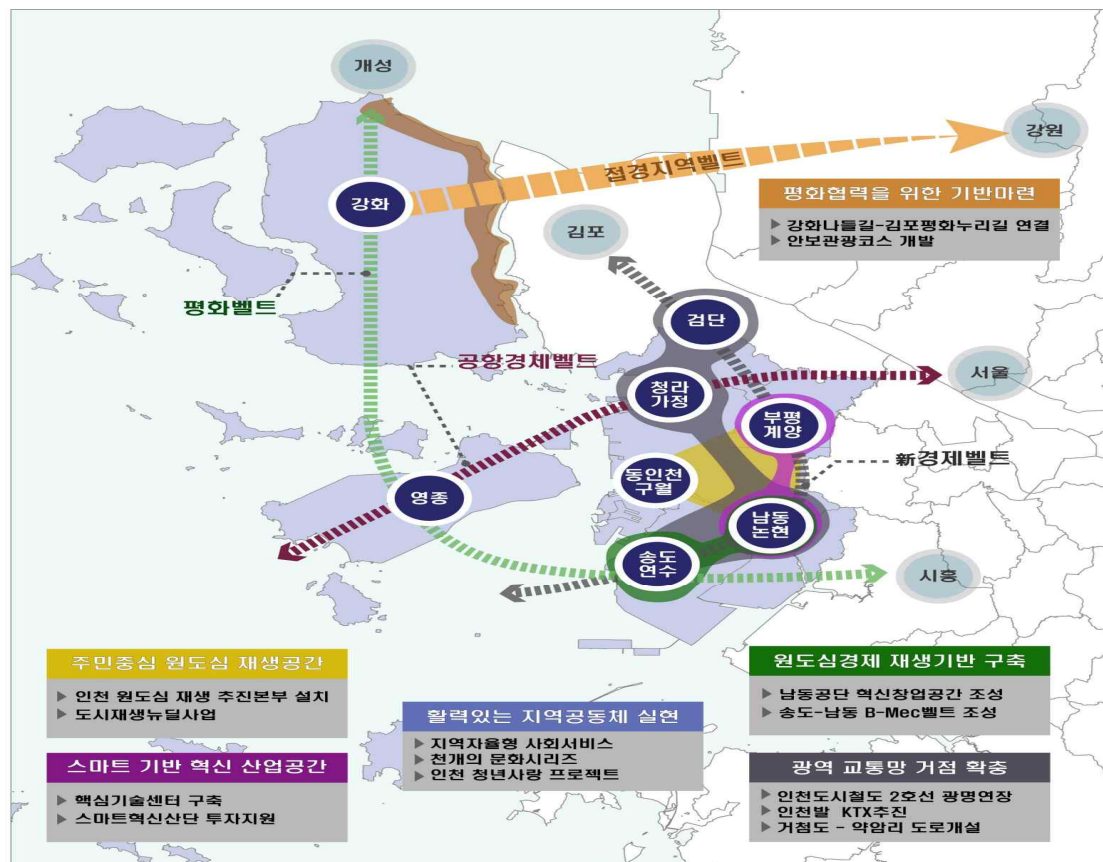 개성
강원
접경지역벨트
강화
평화협력을 위한 기반마련
▶ 강화나들길-김포평화누리길 연결
▶ 안보관광코스 개발
김포
평화벨트
검단
공항경제벨트
서울
청라
가정
부평
계양
新경제벨트
동인천
구월
영종
남동
논현
송도
연수
시흥
주민중심 원도심 재생공간
▶ 인천 원도심 재생 추진본부 설치
▶ 도시재생뉴딜사업
원도심경제 재생기반 구축
▶ 남동공단 혁신창업공간 조성
▶ 송도-남동 B-Mec벨트 조성
활력있는 지역공동체 실현
▶ 지역자율형 사회서비스
▶ 천개의 문화시리즈
▶ 인천 청년사랑 프로젝트
스마트 기반 혁신 산업공간
▶ 핵심기술센터 구축
▶ 스마트혁신산단 투자지원
광역 교통망 거점 확충
▶ 인천도시철도 2호선 광명연장
▶ 인천발 KTX추진
▶ 거첨도 - 약암리 도로개설